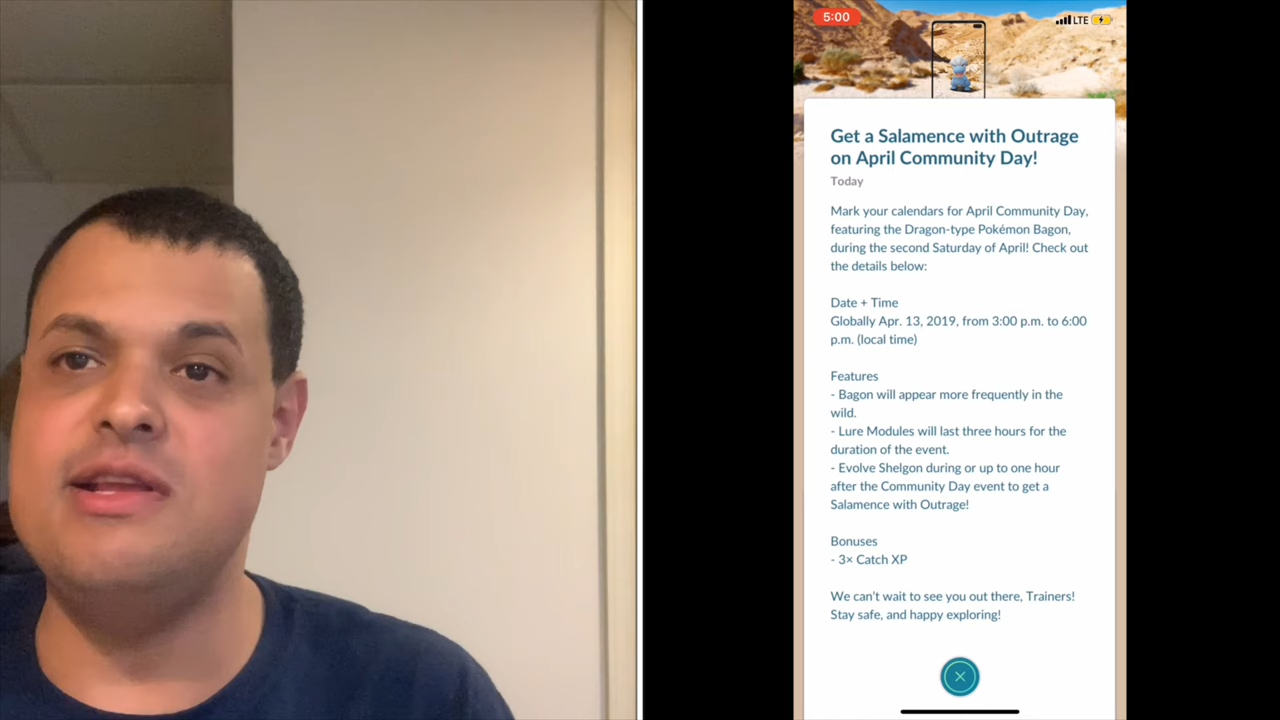 5:00
LTE
Get a Salamence with Outrage
on April Community Day!
Today
Mark your calendars for April Community Day,
featuring the Dragon-type Pokémon Bagon,
during the second Saturday of April! Check out
the details below:
Date + Time
Globally Apr. 13, 2019, from 3:00 p.m. to 6:00
p.m. (local time)
Features
- Bagon will appear more frequently in the
wild.
- Lure Modules will last three hours for the
duration of the event.
- Evolve Shelgon during or up to one hour
after the Community Day event to get a
Salamence with Outrage!
Bonuses
- 3× Catch XP
We can't wait to see you out there, Trainers!
Stay safe, and happy exploring!